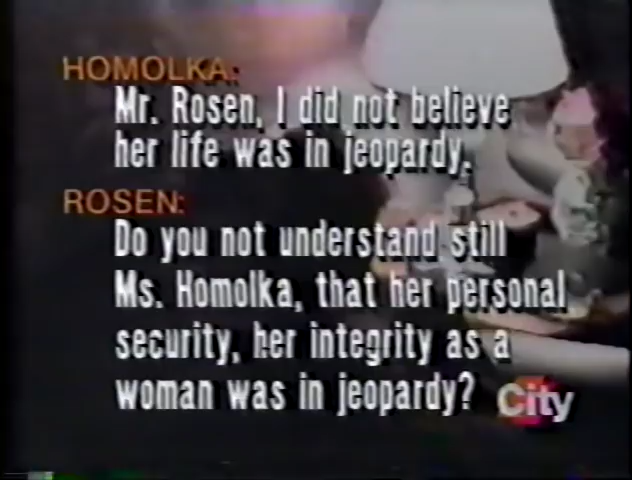 HOMOLKA:
Mr. Rosen, I did not believe
her life was in jeopardy.
ROSEN:
Do you not understand still
Ms. Homolka, that her personal
security, her integrity as a
woman was in jeopardy?
City